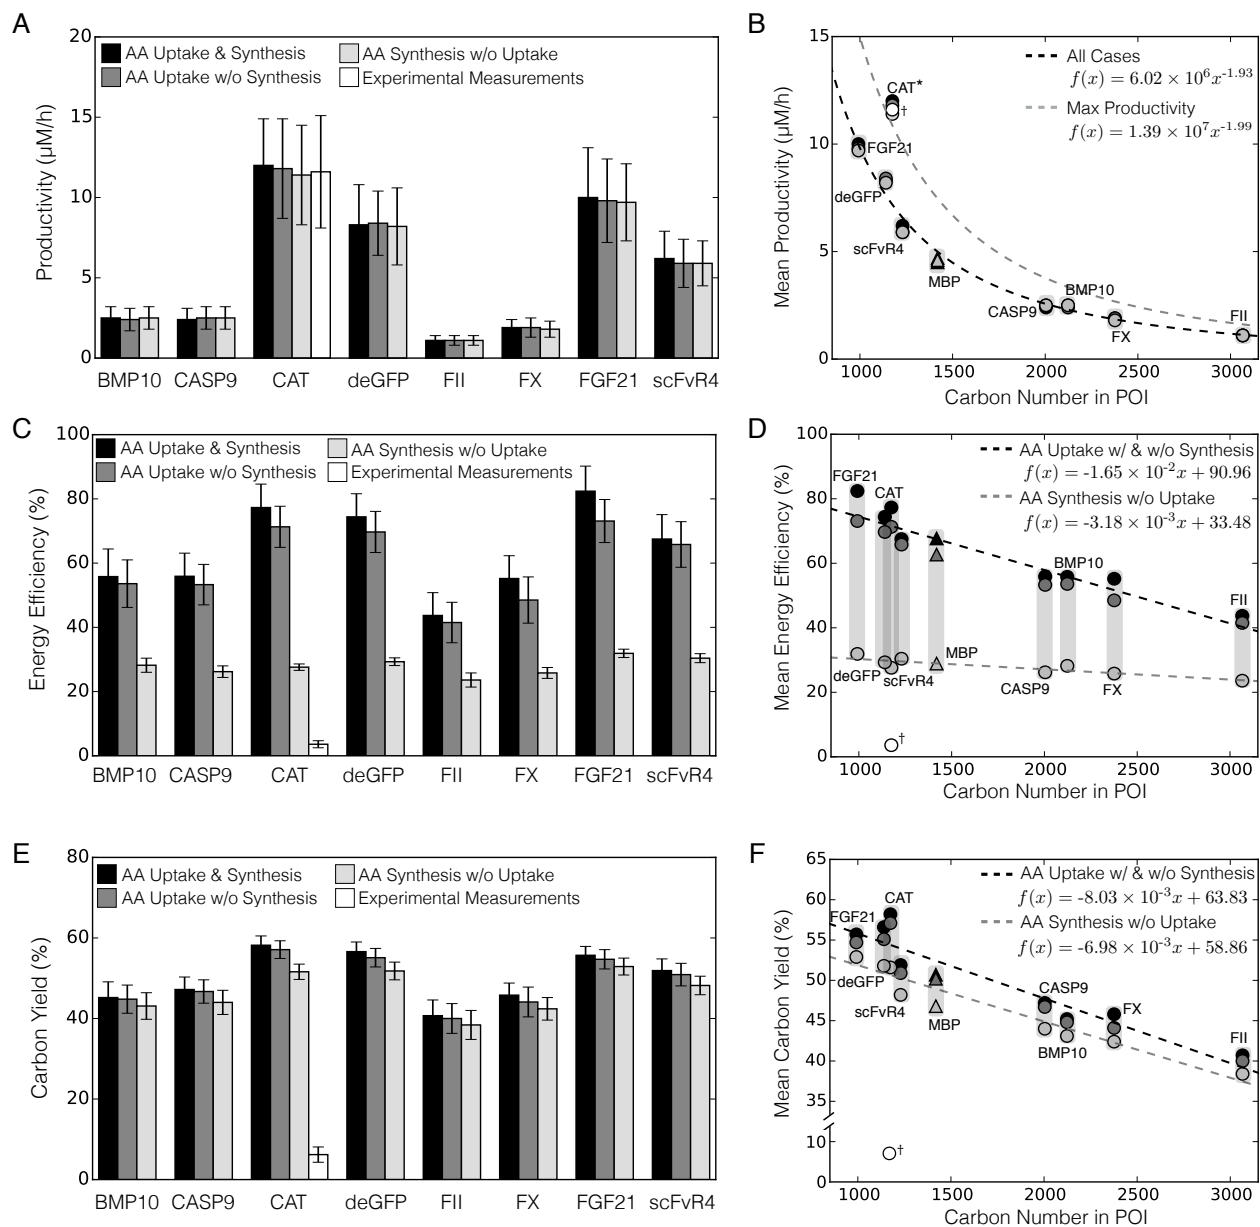 A
20
15
10
5
0
Productivity (μM/h)
AA Uptake & Synthesis
AA Uptake w/o Synthesis
AA Synthesis w/o Uptake
Experimental Measurements
BMP10 CASP9 CAT deGFP FII FX FGF21 scFvR4
B
15
10
5
0
Mean Productivity (μM/h)
All Cases
f(x) = 6.02 × 10^6x^-1.93
Max Productivity
f(x) = 1.39 × 10^7x^-1.99
CAT*
†
FGF21
deGFP
scFvR4
MBP
CASP9
BMP10
FX
FII
1000 1500 2000 2500 3000
Carbon Number in POI
C
100
80
60
40
20
0
Energy Efficiency (%)
AA Uptake & Synthesis
AA Uptake w/o Synthesis
AA Synthesis w/o Uptake
Experimental Measurements
BMP10 CASP9 CAT deGFP FII FX FGF21 scFvR4
D
100
80
60
40
20
0
Mean Energy Efficiency (%)
AA Uptake w/ & w/o Synthesis
f(x) = -1.65 × 10^-2x + 90.96
AA Synthesis w/o Uptake
f(x) = -3.18 × 10^-3x + 33.48
FGF21
CAT
BMP10
FII
MBP
deGFP
scFvR4
CASP9
FX
†
1000 1500 2000 2500 3000
Carbon Number in POI
E
80
60
40
20
0
Carbon Yield (%)
AA Uptake & Synthesis
AA Uptake w/o Synthesis
AA Synthesis w/o Uptake
Experimental Measurements
BMP10 CASP9 CAT deGFP FII FX FGF21 scFvR4
F
65
60
55
50
45
40
35
10
0
Mean Carbon Yield (%)
AA Uptake w/ & w/o Synthesis
f(x) = -8.03 × 10^-3x + 63.83
AA Synthesis w/o Uptake
f(x) = -6.98 × 10^-3x + 58.86
CAT
FGF21
deGFP
scFvR4
MBP
CASP9
BMP10
FX
FII
†
1000 1500 2000 2500 3000
Carbon Number in POI